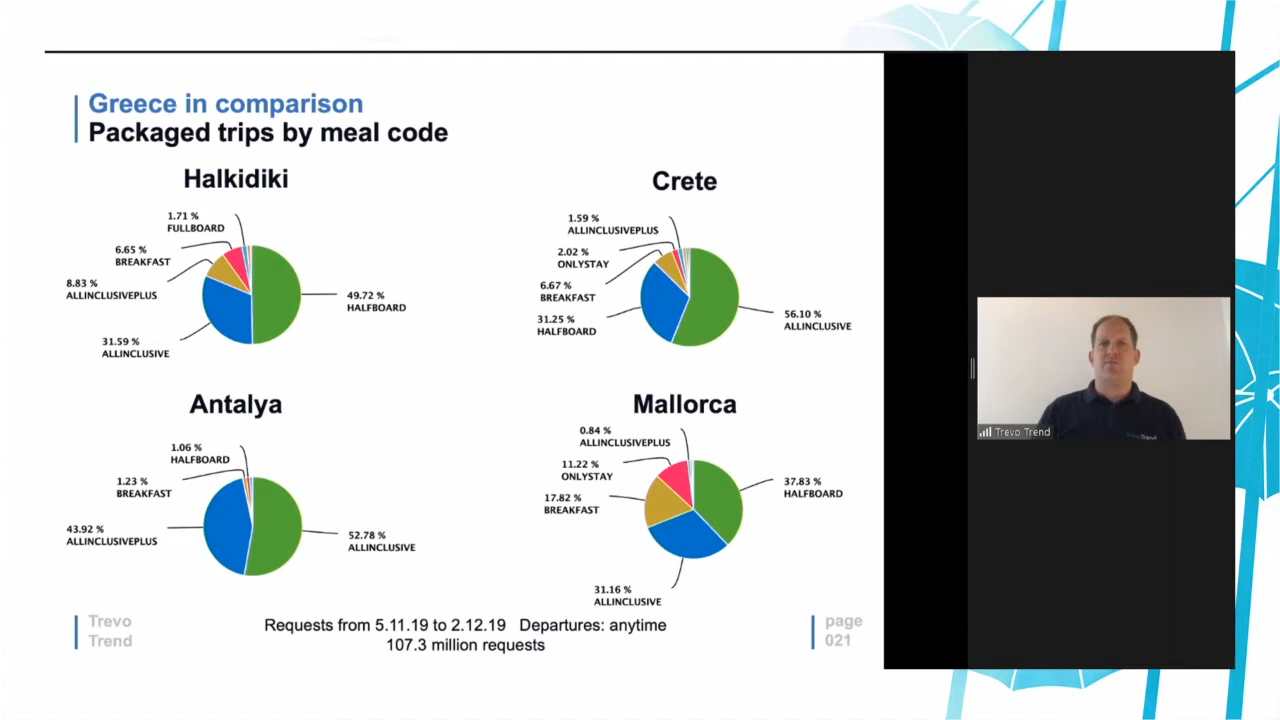 Greece in comparison
Packaged trips by meal code
Halkidiki
1.71 %
FULLBOARD
6.65 %
BREAKFAST
8.83 %
ALLINCLUSIVEPLUS
31.59 %
ALLINCLUSIVE
49.72 %
HALFBOARD
Crete
1.59 %
ALLINCLUSIVEPLUS
2.02 %
ONLYSTAY
6.67 %
BREAKFAST
31.25 %
HALFBOARD
56.10 %
ALLINCLUSIVE
Antalya
1.06 %
HALFBOARD
1.23 %
BREAKFAST
43.92 %
ALLINCLUSIVEPLUS
52.78 %
ALLINCLUSIVE
Mallorca
0.84 %
ALLINCLUSIVEPLUS
11.22 %
ONLYSTAY
17.82 %
BREAKFAST
37.83 %
HALFBOARD
31.16 %
ALLINCLUSIVE
Trevo
Trend
Requests from 5.11.19 to 2.12.19 Departures: anytime
107.3 million requests
page
021
Trevo Trend